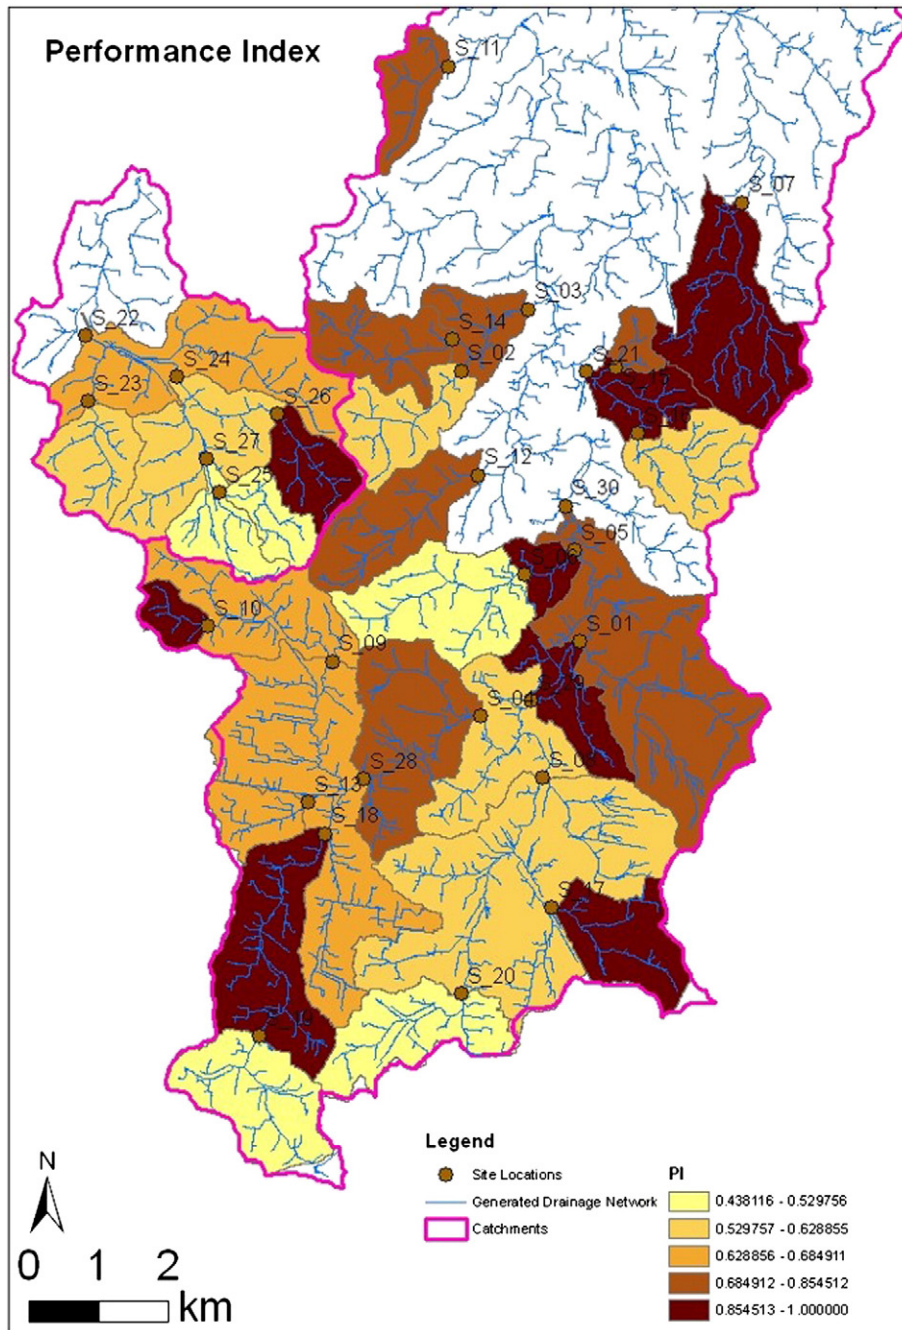 Performance Index
S_11
S_07
S_03
S_14
S_22
S_02
S_21
S_24
S_23
S_26
S_27
S_12
S_25
S_30
S_05
S_10
S_01
S_09
S_04
S_28
S_13
S_18
S_20
Legend
Site Locations
Generated Drainage Network
Catchments
PI
0.438116 - 0.529756
0.529757 - 0.628855
0.628856 - 0.684911
0.684912 - 0.854512
0.854513 - 1.000000
N
0 1 2
km